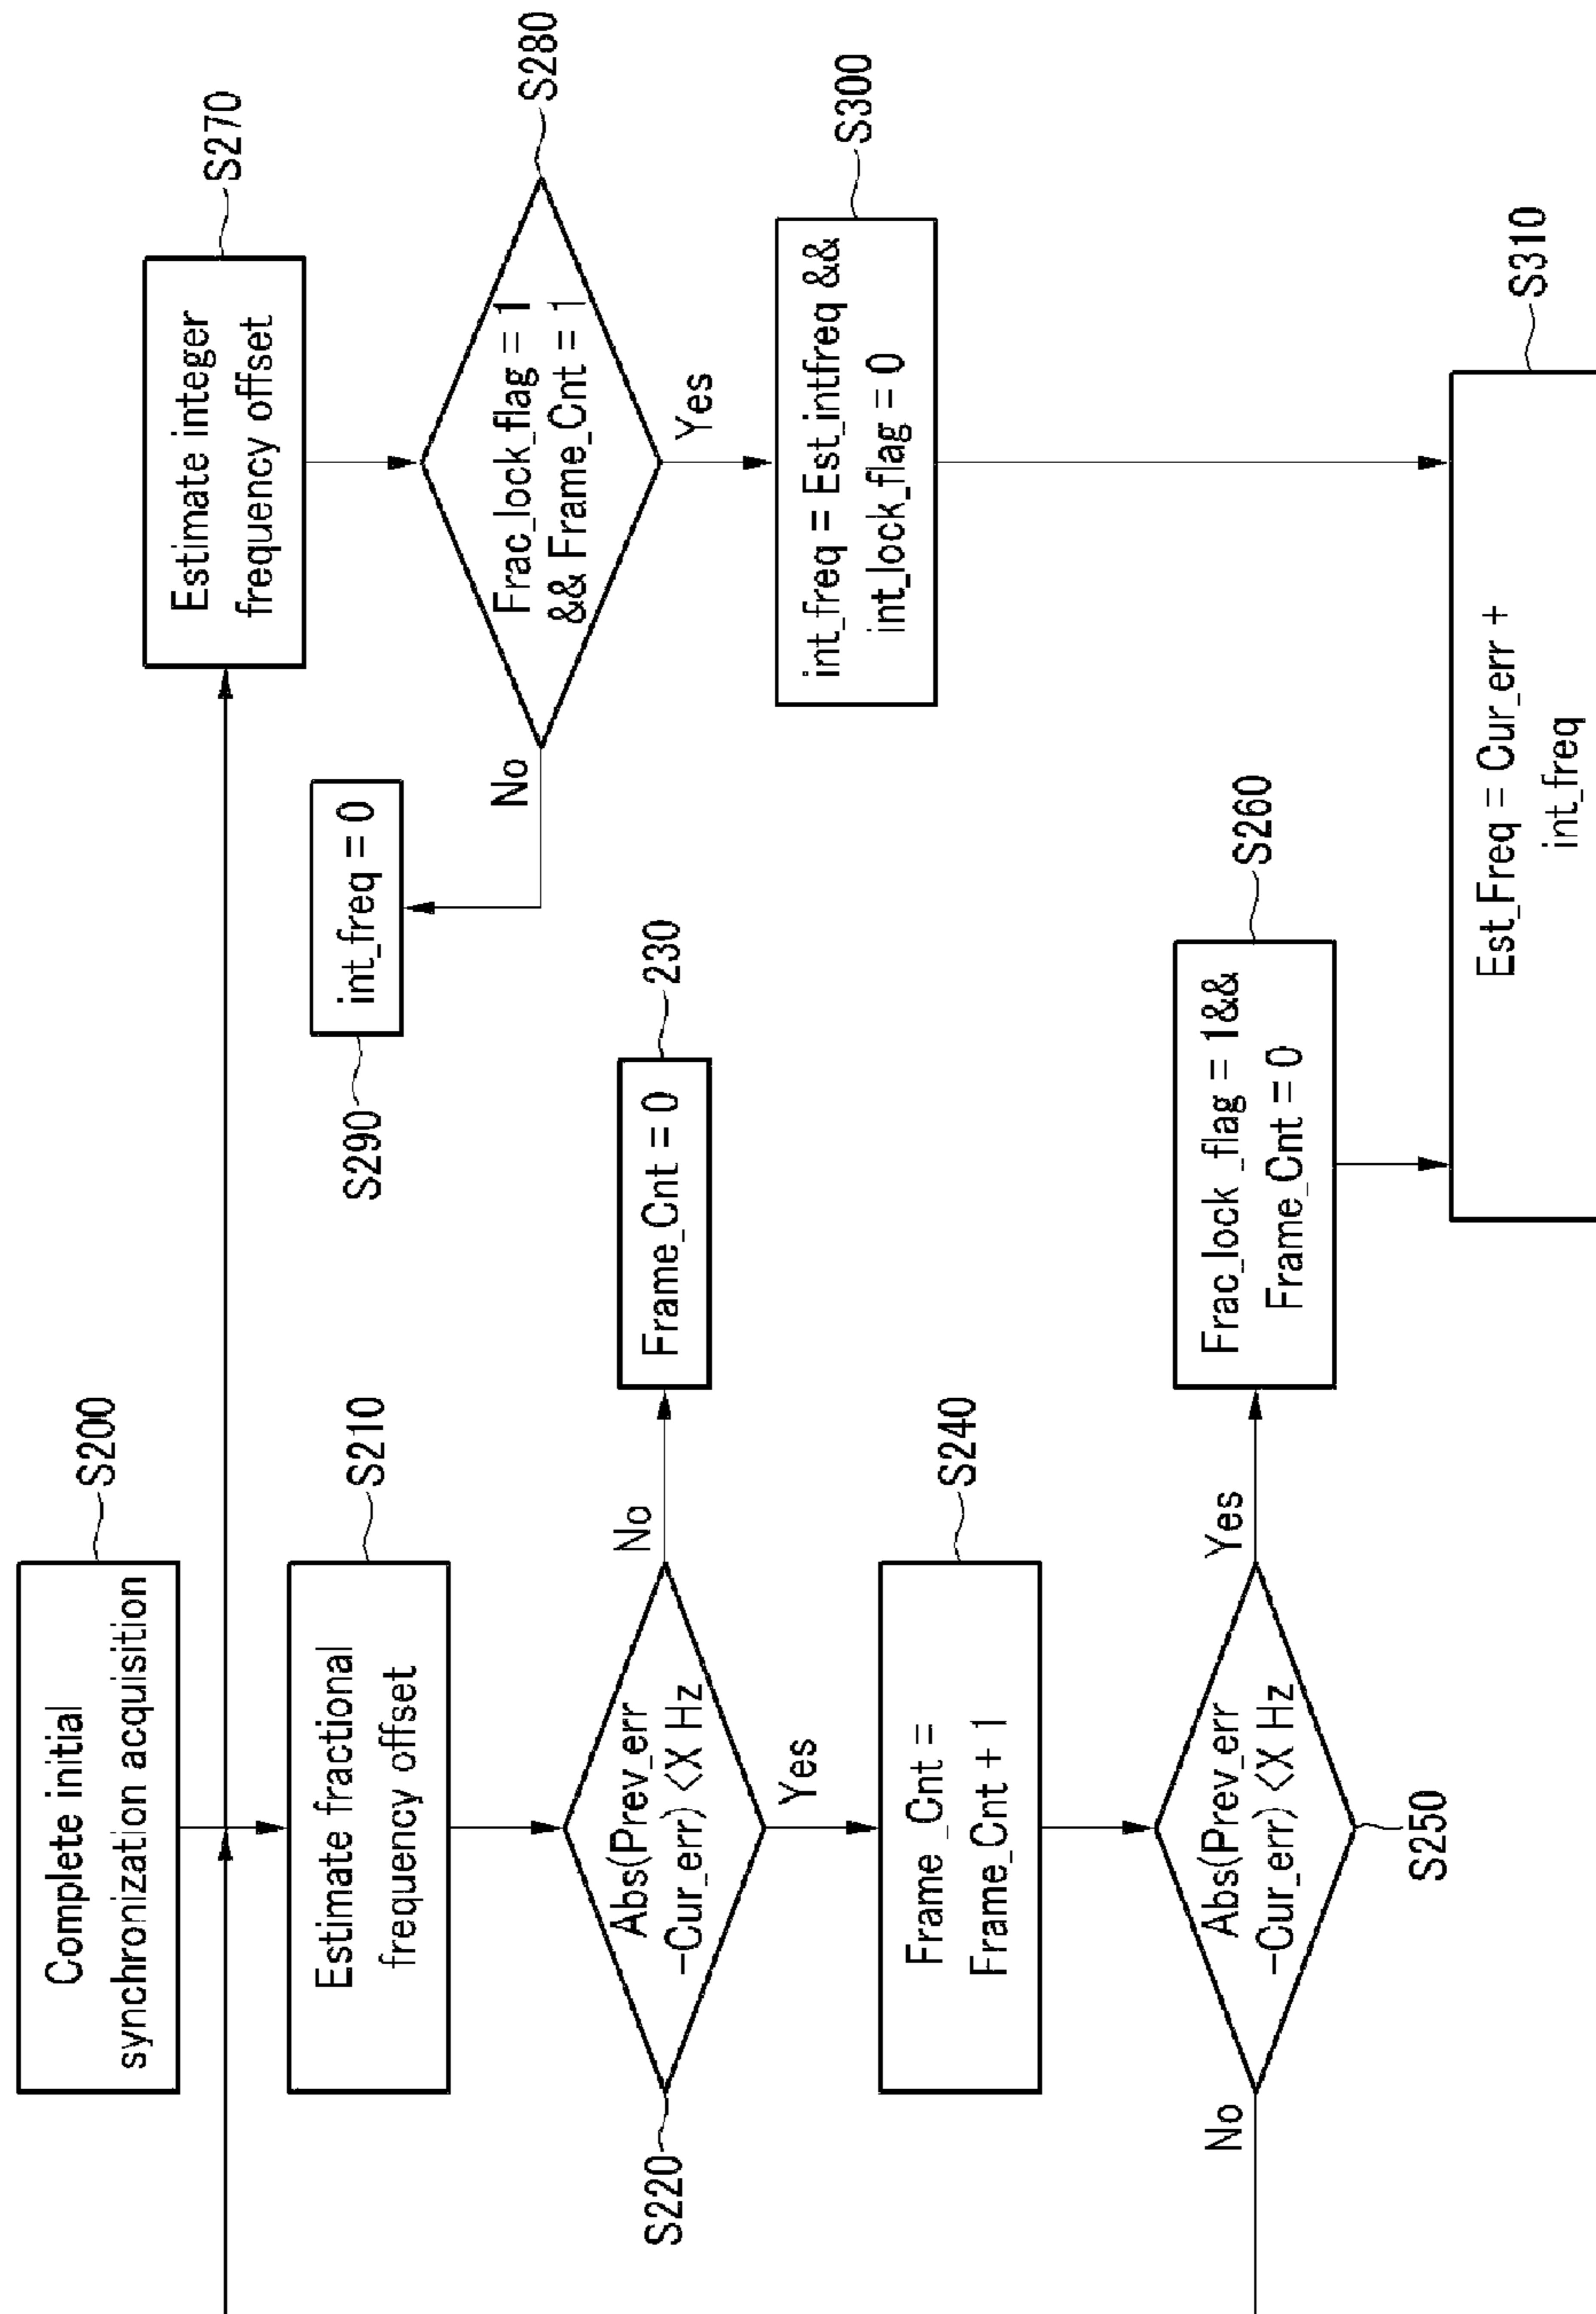 Complete initial
synchronization acquisition
S200
Estimate fractional
frequency offset
S210
S220
Abs(Prev_err
-Cur_err) <X Hz
No
Yes
Frame_Cnt = 0
230
Frame _Cnt =
Frame_Cnt + 1
S240
Abs(Prev_err
-Cur_err) <X Hz
S250
No
Yes
Frac_lock _flag = 1&&
Frame_Cnt = 0
S260
Estimate integer
frequency offset
S270
Frac_lock_flag = 1
&& Frame_Cnt = 1
S280
No
Yes
int_freq = 0
S290
int_freq = Est_intfreq &&
int_lock_flag = 0
S300
Est_Freq = Cur_err +
int_freq
S310